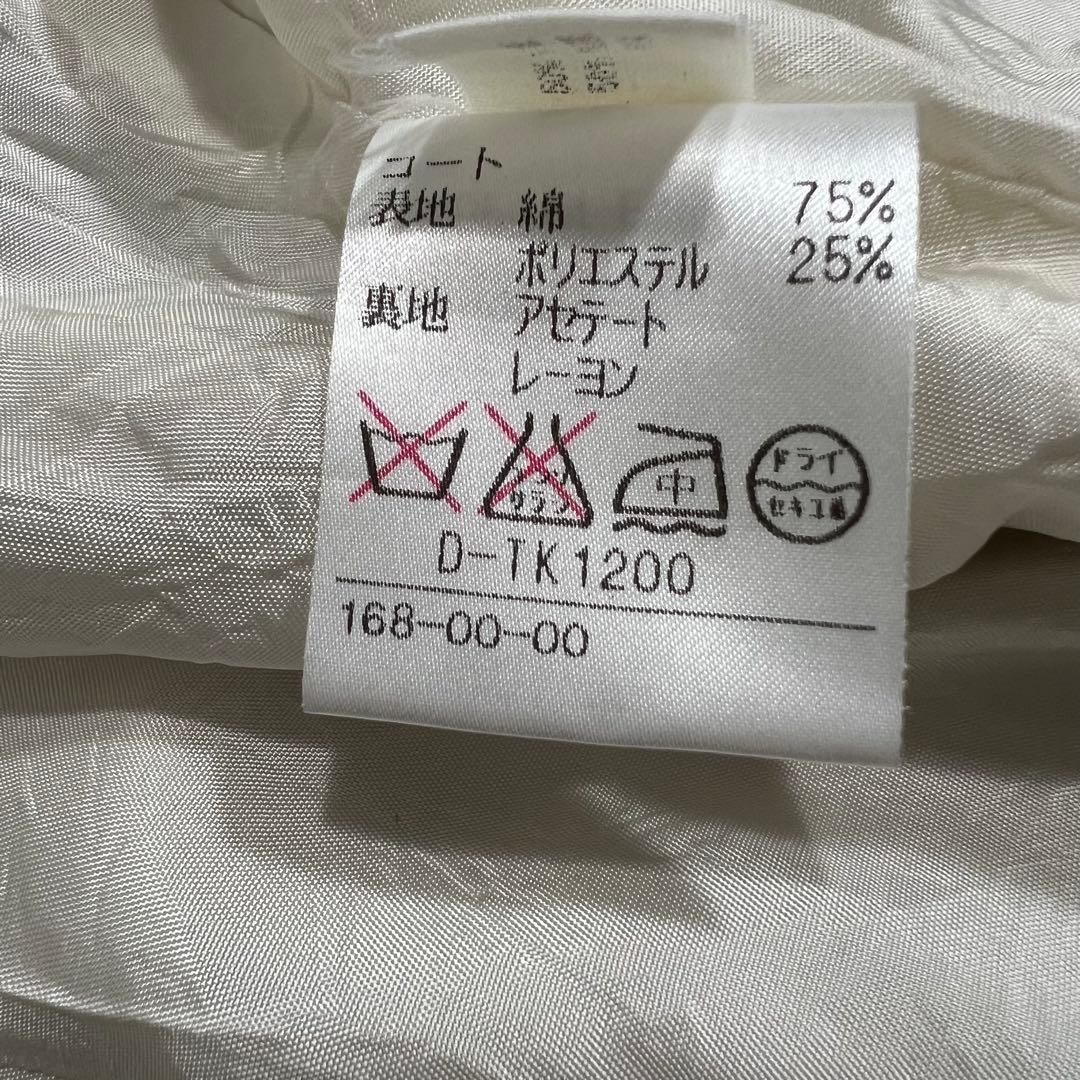 コート
表地 綿 75%
ポリエステル 25%
裏地 アセテート
レーヨン
中
ドライ
セキユ系
D-TK1200
168-00-00